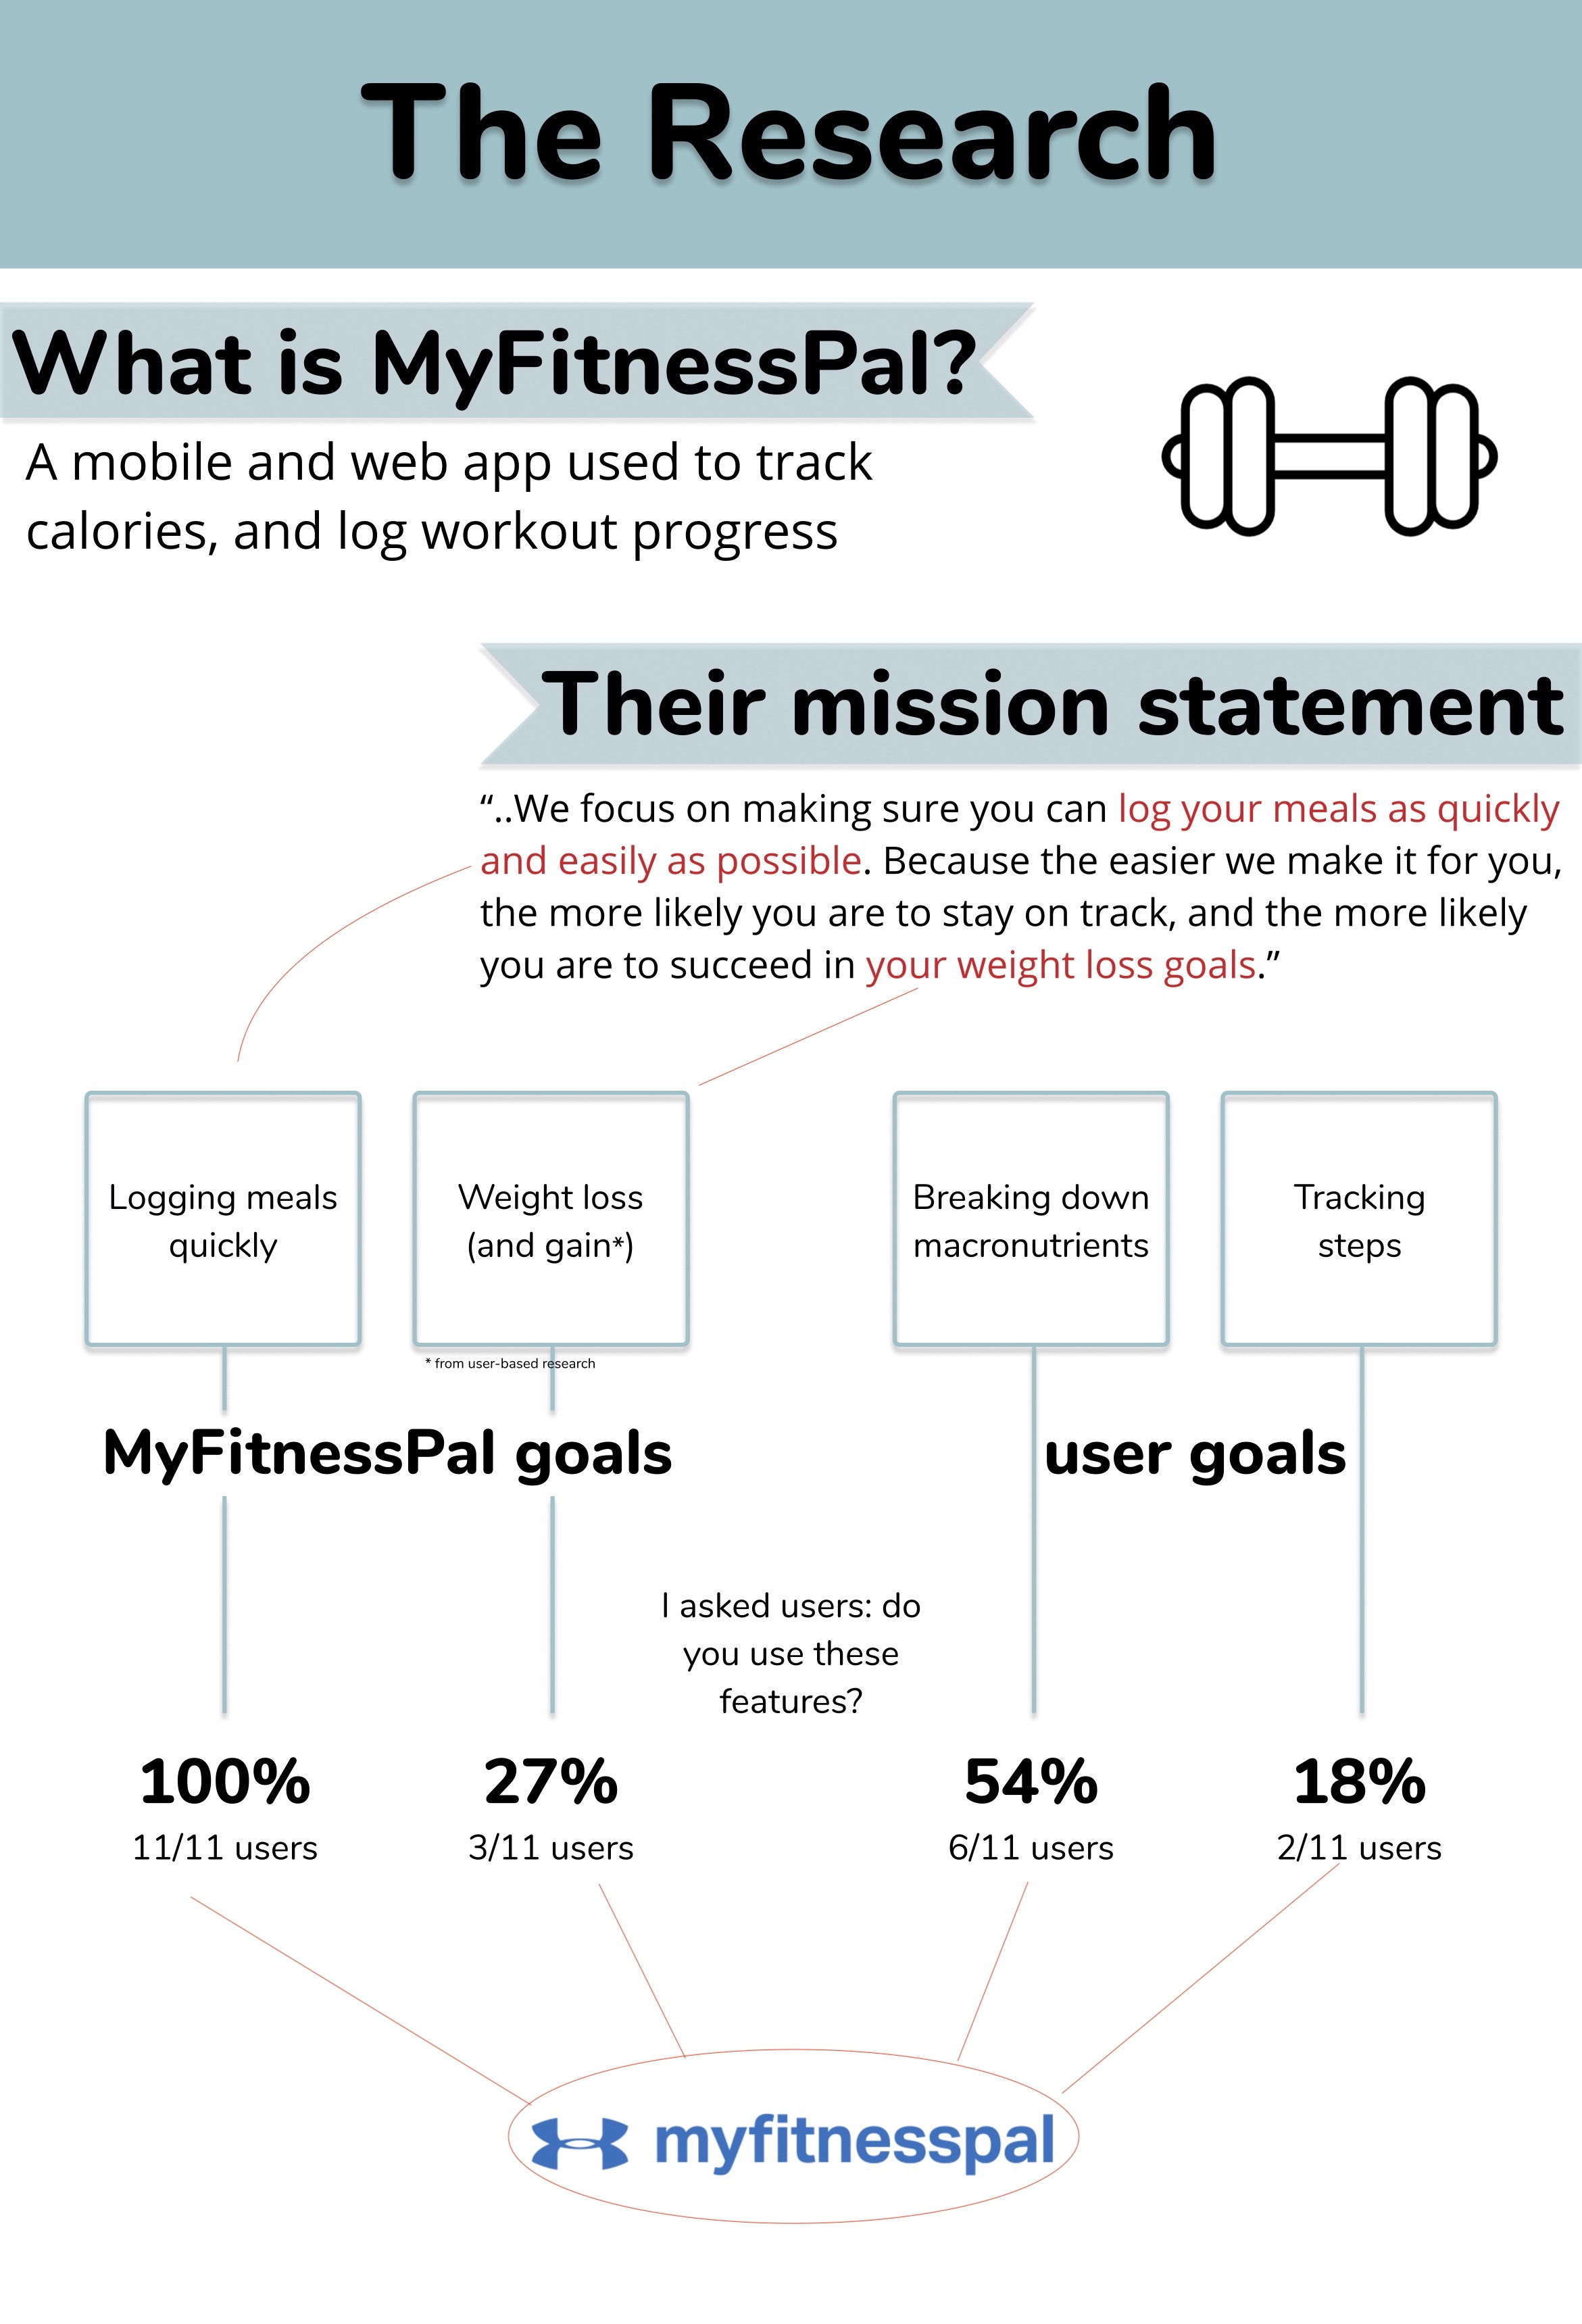 The Research
What is MyFitnessPal?
A mobile and web app used to track
calories, and log workout progress
Their mission statement
“..We focus on making sure you can log your meals as quickly
and easily as possible. Because the easier we make it for you,
the more likely you are to stay on track, and the more likely
you are to succeed in your weight loss goals.”
Logging meals
quickly
Weight loss
(and gain*)
* from user-based research
Breaking down
macronutrients
Tracking
steps
MyFitnessPal goals
user goals
I asked users: do
you use these
features?
100%
11/11 users
27%
3/11 users
54%
6/11 users
18%
2/11 users
myfitnesspal